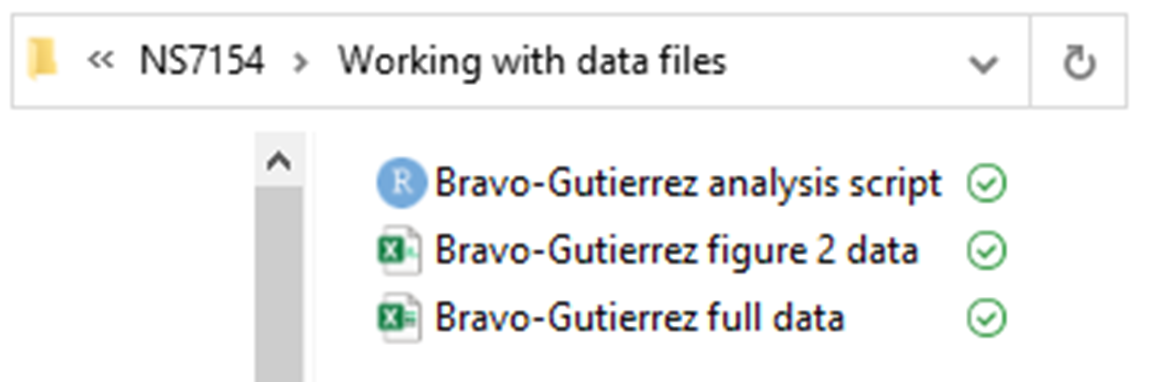 « NS7154 › Working with data files
Bravo-Gutierrez analysis script
Bravo-Gutierrez figure 2 data
Bravo-Gutierrez full data